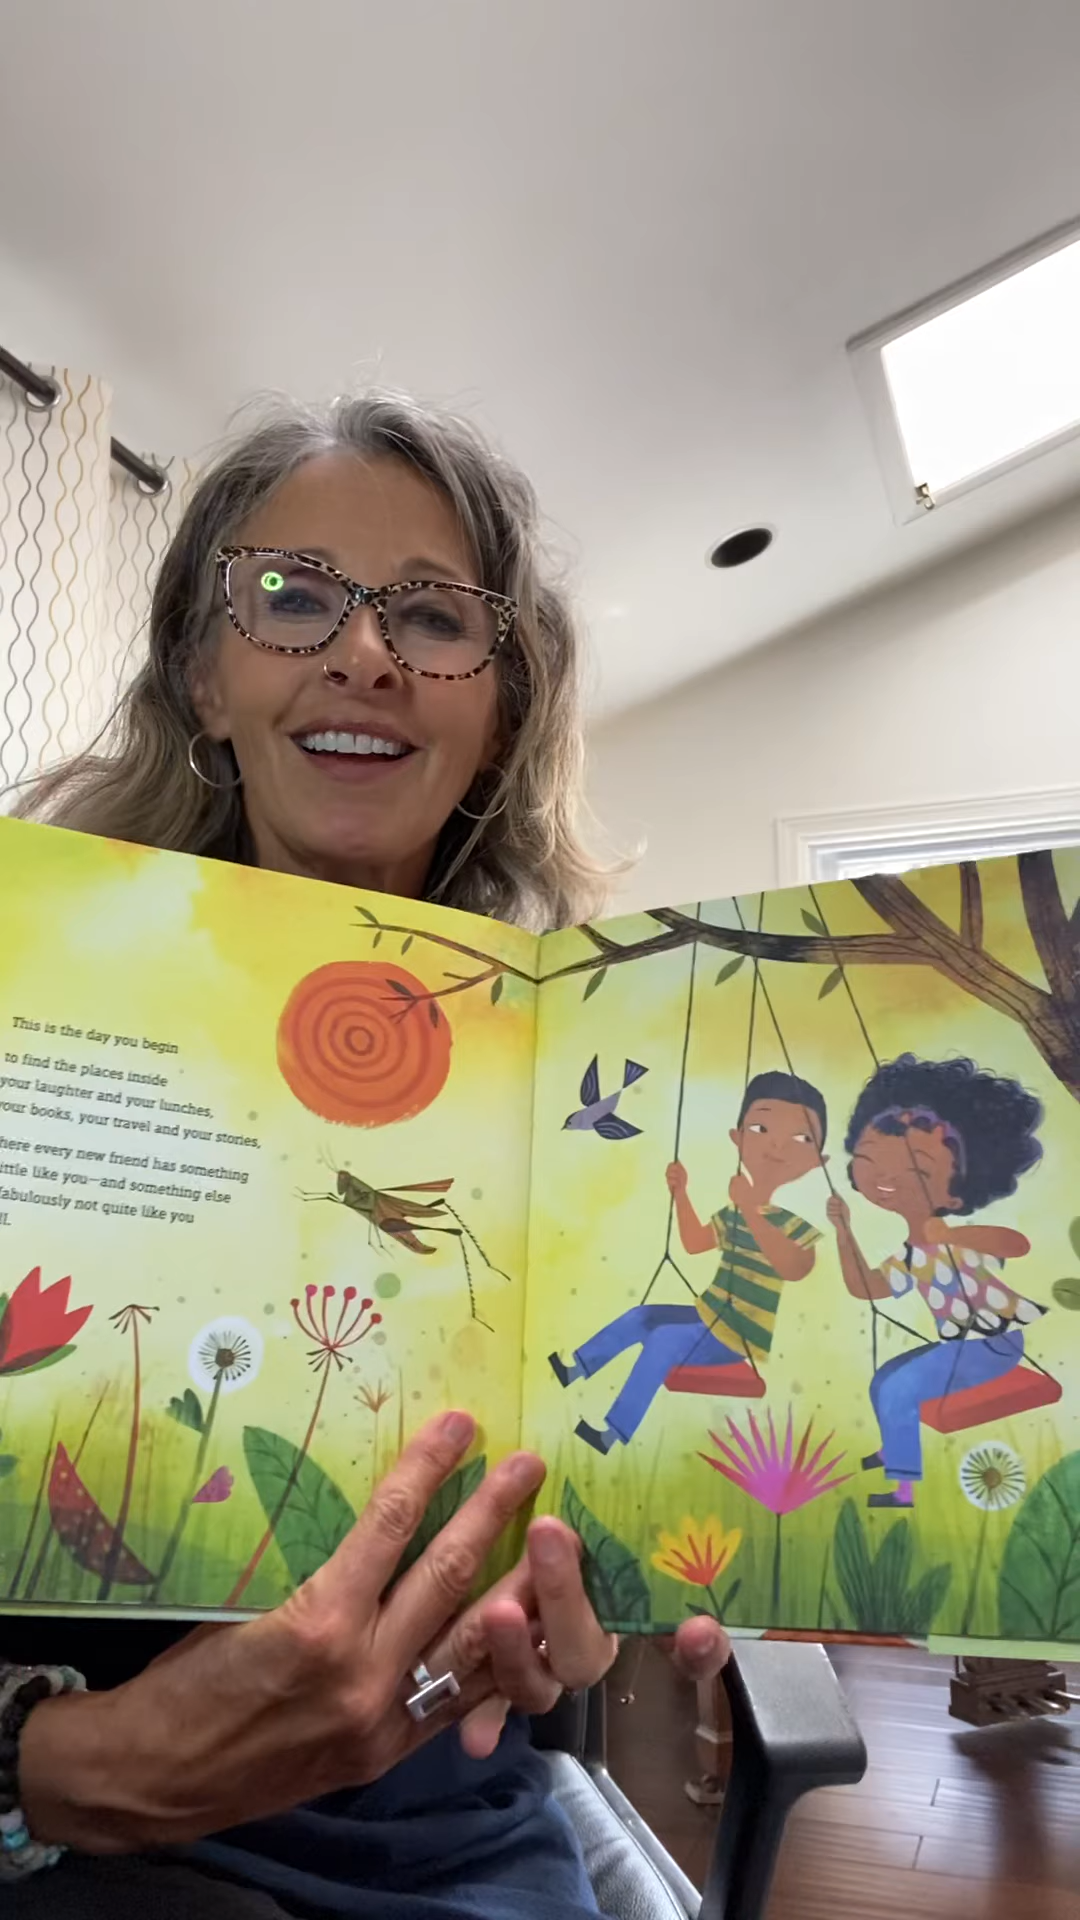 This is the day you begin
to find the places inside
your laughter and your lunches,
your books, your travel and your stories,
where every new friend has something
little like you—and something else
fabulously not quite like you